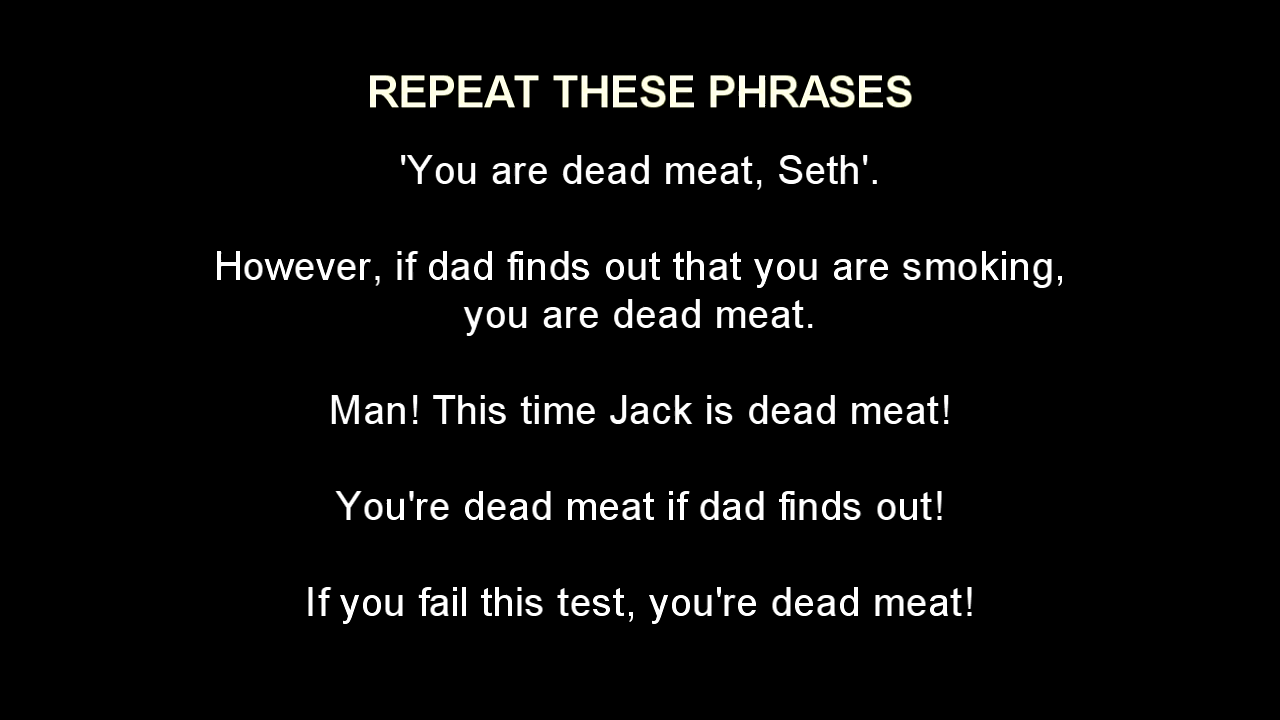 REPEAT THESE PHRASES
'You are dead meat, Seth'.
However, if dad finds out that you are smoking,
you are dead meat.
Man! This time Jack is dead meat!
You're dead meat if dad finds out!
If you fail this test, you're dead meat!